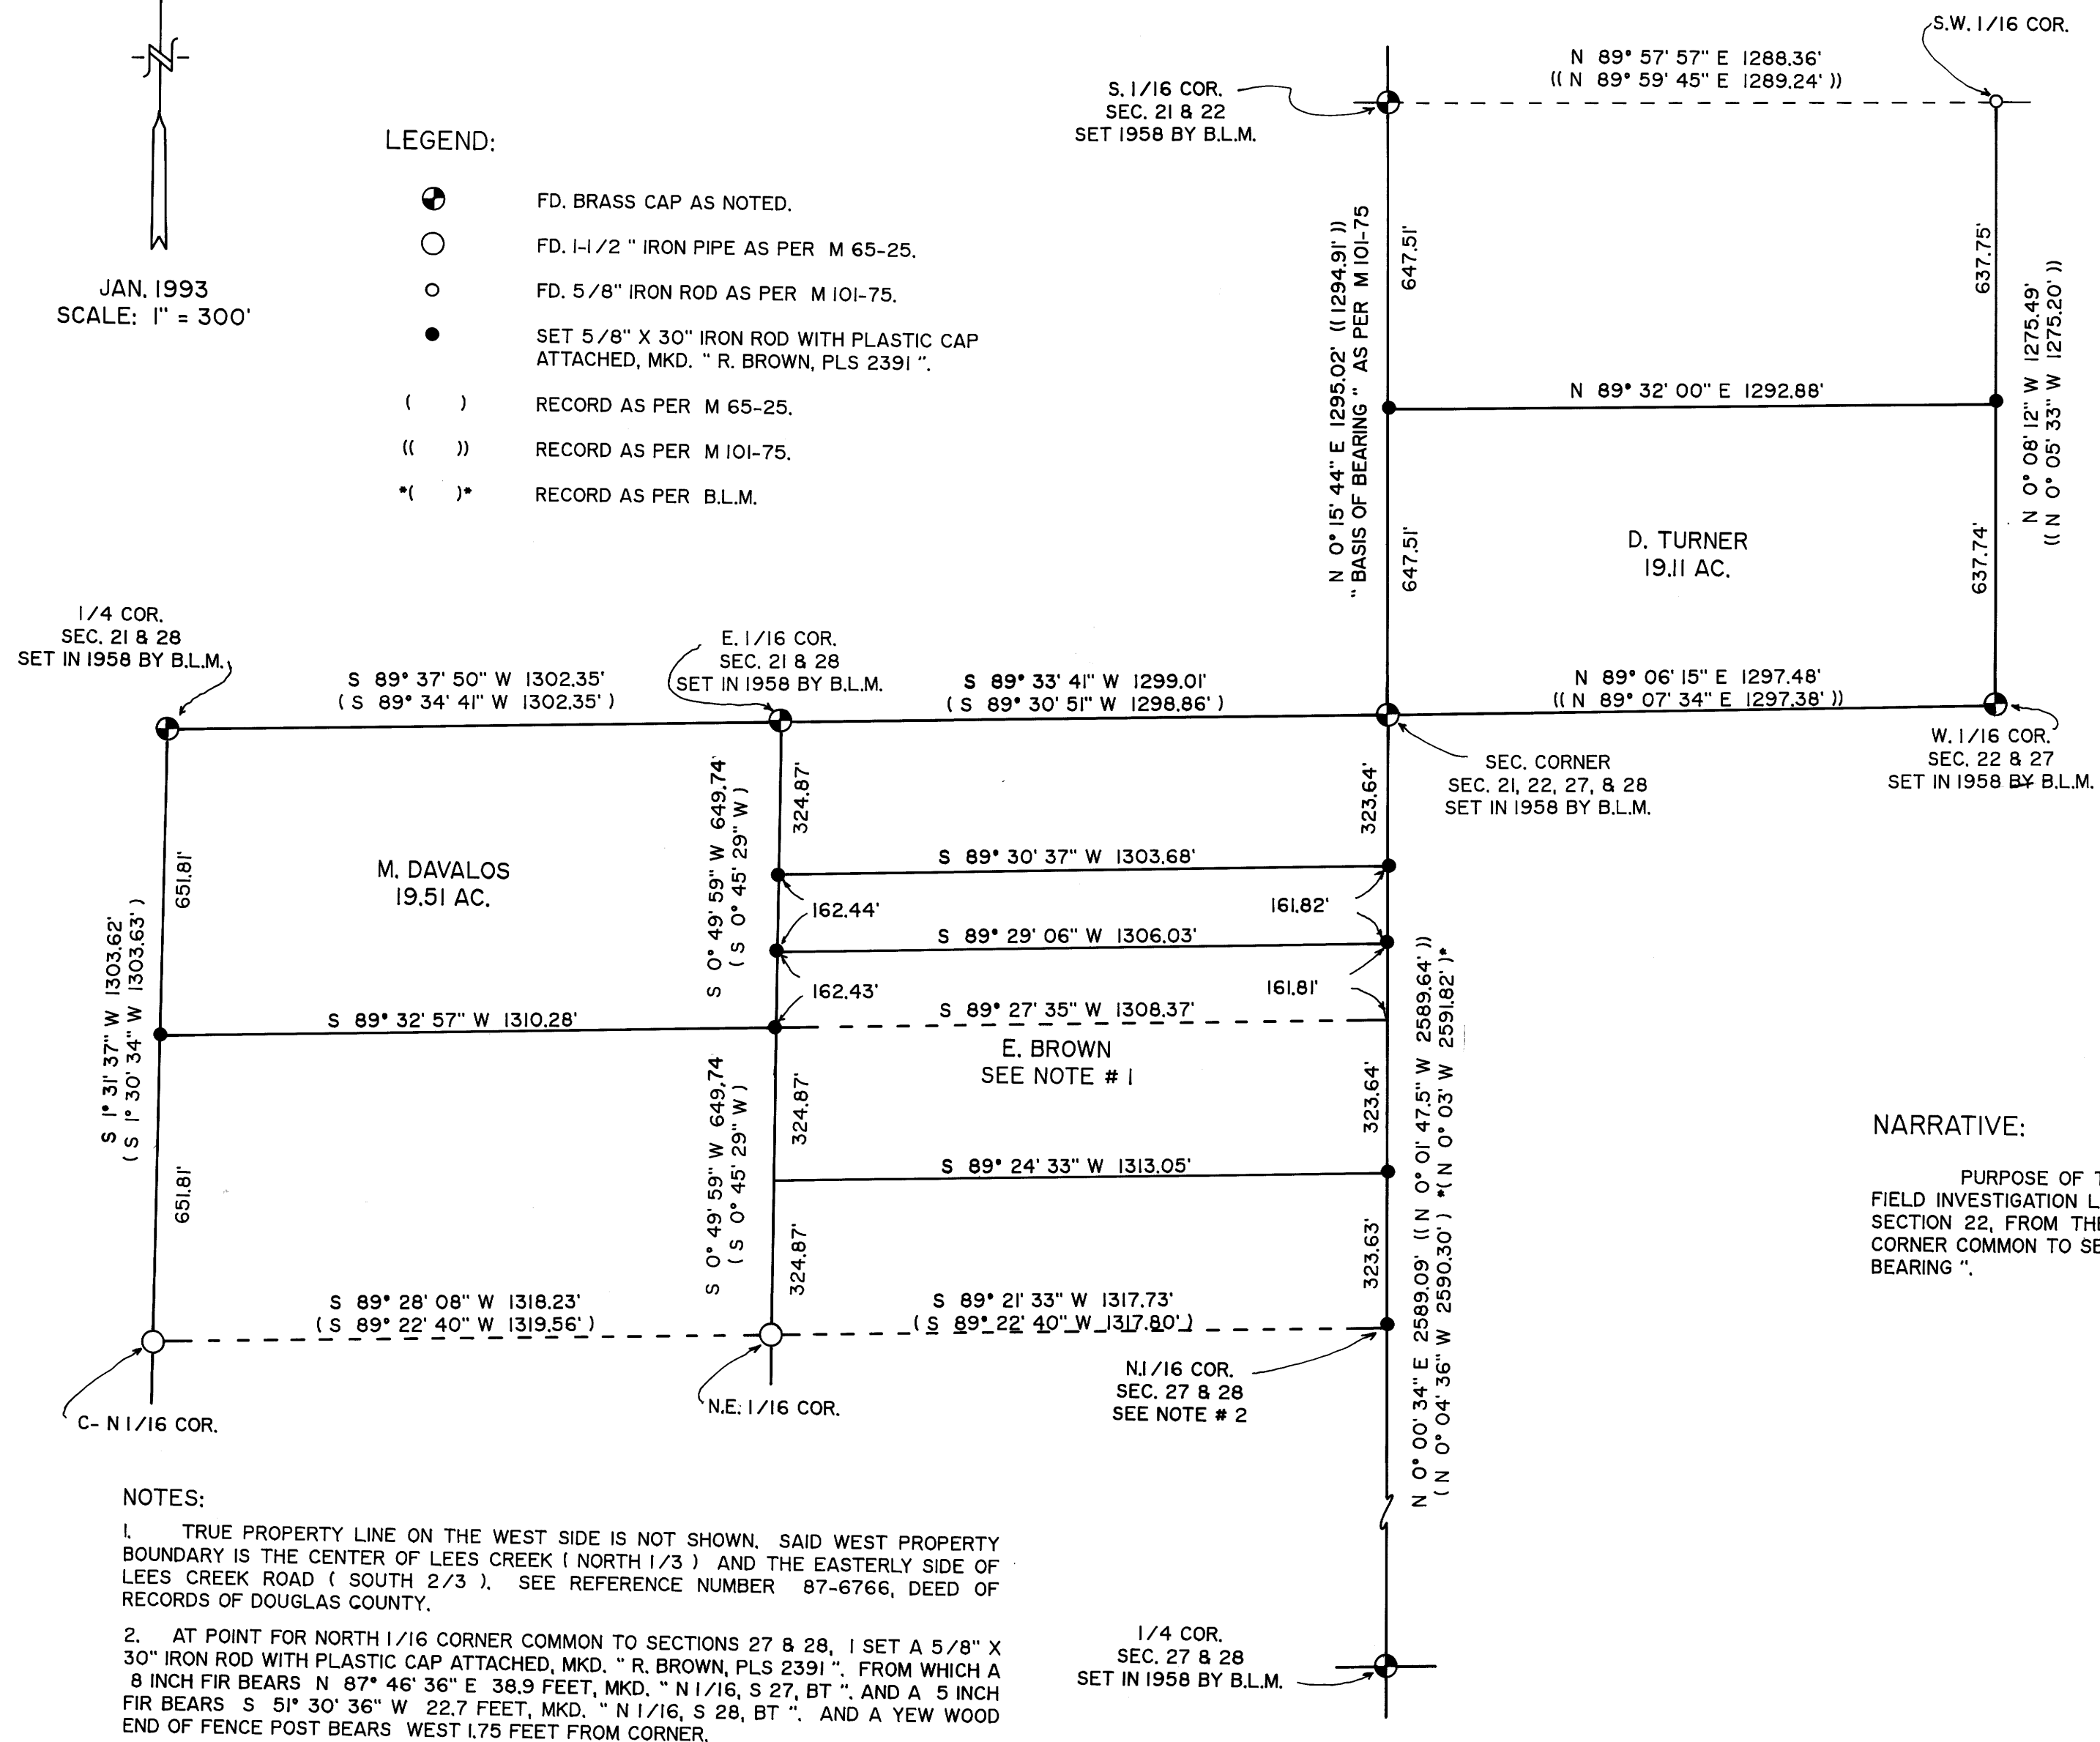 N
JAN. 1993
SCALE: 1" = 300'
LEGEND:
FD. BRASS CAP AS NOTED.
FD. 1-1/2 " IRON PIPE AS PER M 65-25.
FD. 5/8" IRON ROD AS PER M 101-75.
SET 5/8" X 30" IRON ROD WITH PLASTIC CAP
ATTACHED, MKD. " R. BROWN, PLS 2391 ".
( ) RECORD AS PER M 65-25.
(( )) RECORD AS PER M 101-75.
*( )* RECORD AS PER B.L.M.
S. 1/16 COR.
SEC. 21 & 22
SET 1958 BY B.L.M.
N 89° 57' 57" E 1288.36'
(( N 89° 59' 45" E 1289.24' ))
S.W. 1/16 COR.
N 0° 15' 44" E 1295.02' (( 1294.91' ))
" BASIS OF BEARING " AS PER M 101-75
647.51'
647.51'
637.75'
637.74'
N 0° 08' 12" W 1275.49'
(( N 0° 05' 33" W 1275.20' ))
N 89° 32' 00" E 1292.88'
D. TURNER
19.11 AC.
1/4 COR.
SEC. 21 & 28
SET IN 1958 BY B.L.M.
S 89° 37' 50" W 1302.35'
( S 89° 34' 41" W 1302.35' )
E. 1/16 COR.
SEC. 21 & 28
SET IN 1958 BY B.L.M.
S 89° 33' 41" W 1299.01'
( S 89° 30' 51" W 1298.86' )
N 89° 06' 15" E 1297.48'
(( N 89° 07' 34" E 1297.38' ))
W. 1/16 COR.
SEC. 22 & 27
SET IN 1958 BY B.L.M.
SEC. CORNER
SEC. 21, 22, 27, & 28
SET IN 1958 BY B.L.M.
M. DAVALOS
19.51 AC.
651.81'
651.81'
S 1° 31' 37" W 1303.62'
( S 1° 30' 34" W 1303.63' )
S 0° 49' 59" W 649.74'
( S 0° 45' 29" W )
324.87'
323.64'
S 89° 30' 37" W 1303.68'
162.44'
161.82'
S 89° 29' 06" W 1306.03'
162.43'
161.81'
S 89° 32' 57" W 1310.28'
S 89° 27' 35" W 1308.37'
E. BROWN
SEE NOTE # 1
S 0° 49' 59" W 649.74
( S 0° 45' 29" W )
324.87'
324.87'
323.64'
323.63'
S 89° 24' 33" W 1313.05'
N 0° 00' 34" E 2589.09' (( N 0° 01' 47.5" W 2589.64' ))
( N 0° 04' 36" W 2590.30' ) *( N 0° 03' W 2591.82' )*
S 89° 28' 08" W 1318.23'
( S 89° 22' 40" W 1319.56' )
S 89° 21' 33" W 1317.73'
( S 89° 22' 40" W 1317.80' )
C- N 1/16 COR.
N.E. 1/16 COR.
N.1/16 COR.
SEC. 27 & 28
SEE NOTE # 2
NARRATIVE:
PURPOSE OF T
FIELD INVESTIGATION L
SECTION 22, FROM THE
CORNER COMMON TO SE
BEARING ".
NOTES:
1. TRUE PROPERTY LINE ON THE WEST SIDE IS NOT SHOWN. SAID WEST PROPERTY
BOUNDARY IS THE CENTER OF LEES CREEK ( NORTH 1/3 ) AND THE EASTERLY SIDE OF
LEES CREEK ROAD ( SOUTH 2/3 ). SEE REFERENCE NUMBER 87-6766, DEED OF
RECORDS OF DOUGLAS COUNTY.
2. AT POINT FOR NORTH 1/16 CORNER COMMON TO SECTIONS 27 & 28, I SET A 5/8" X
30" IRON ROD WITH PLASTIC CAP ATTACHED, MKD. " R. BROWN, PLS 2391 ". FROM WHICH A
8 INCH FIR BEARS N 87° 46' 36" E 38.9 FEET, MKD. " N 1/16, S 27, BT ". AND A 5 INCH
FIR BEARS S 51° 30' 36" W 22.7 FEET, MKD. " N 1/16, S 28, BT ". AND A YEW WOOD
END OF FENCE POST BEARS WEST 1.75 FEET FROM CORNER.
1/4 COR.
SEC. 27 & 28
SET IN 1958 BY B.L.M.